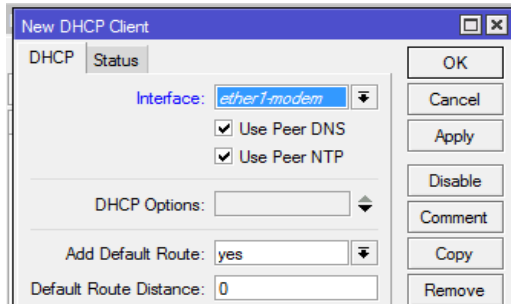 New DHCP Client
DHCP Status
OK
Interface: ether1-modem
Cancel
Use Peer DNS
Apply
Use Peer NTP
Disable
DHCP Options:
Comment
Add Default Route: yes
Copy
Default Route Distance: 0
Remove